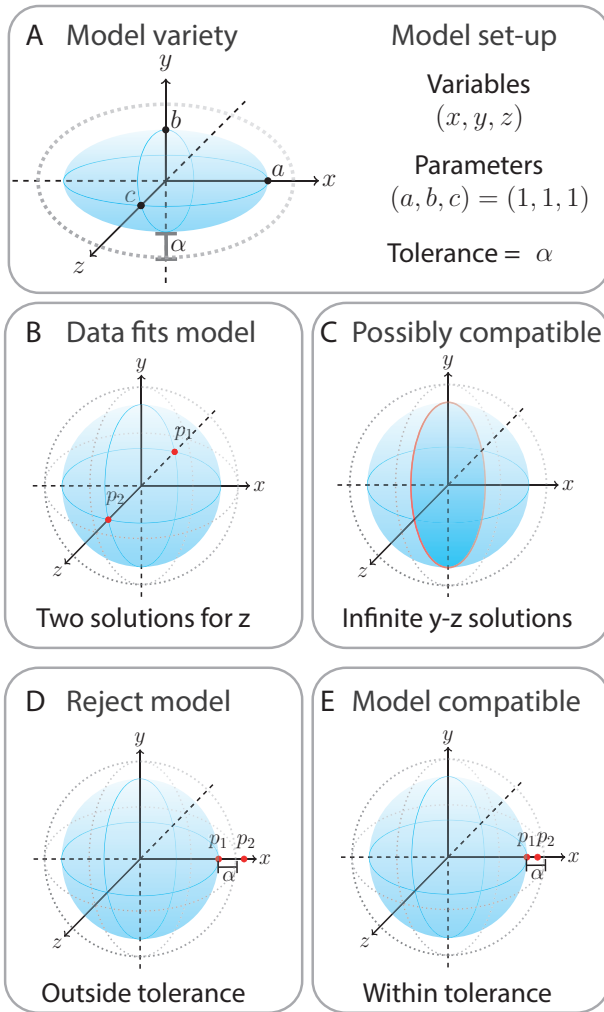 A Model variety
Model set-up
y
b
a
x
c
z
α
Variables
(x, y, z)
Parameters
(a, b, c) = (1, 1, 1)
Tolerance = α
B Data fits model
y
p₁
x
p₂
z
Two solutions for z
C Possibly compatible
y
x
z
Infinite y-z solutions
D Reject model
y
p₁ p₂
x
α
z
Outside tolerance
E Model compatible
y
p₁p₂
x
α
z
Within tolerance